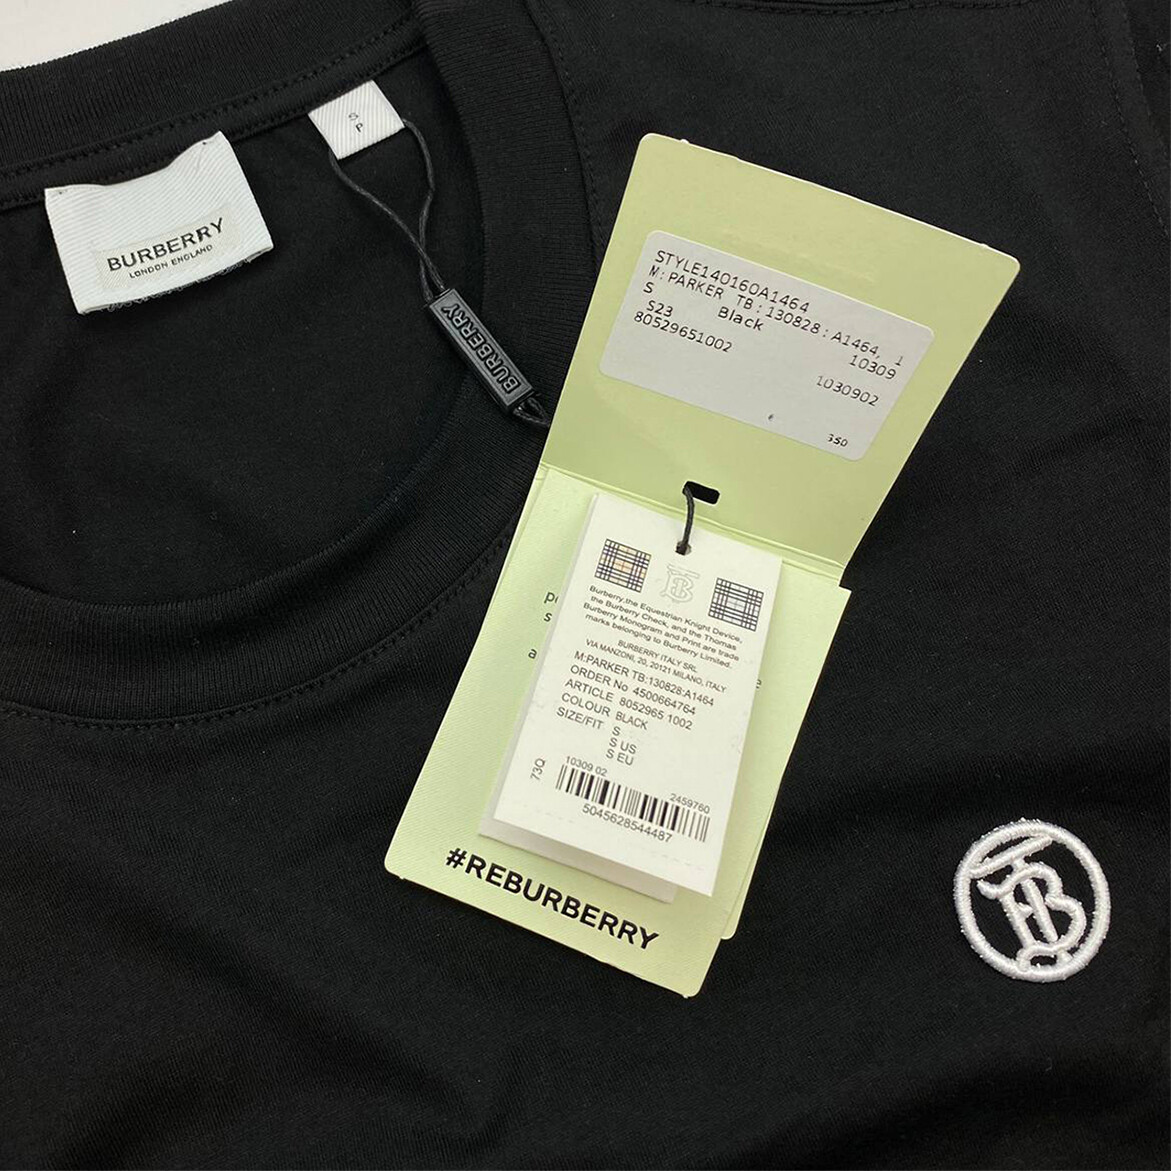 S
P
BURBERRY
LONDON ENGLAND
BURBERRY
STYLE140160A1464
M:PARKER TB:130828:A1464, 1
S 10309
S23 Black
80529651002 1030902
350
Burberry,the Equestrian Knight Device,
the Burberry Check, and the Thomas
Burberry Monogram and Print are trade
marks belonging to Burberry Limited.
BURBERRY ITALY SRL
VIA MANZONI, 20, 20121 MILANO, ITALY
M:PARKER TB:130828:A1464
ORDER No 4500664764
ARTICLE 8052965 1002
COLOUR BLACK
SIZE/FIT S
S US
S EU
73Q
10309 02 2459760
5045628544487
#REBURBERRY
TB